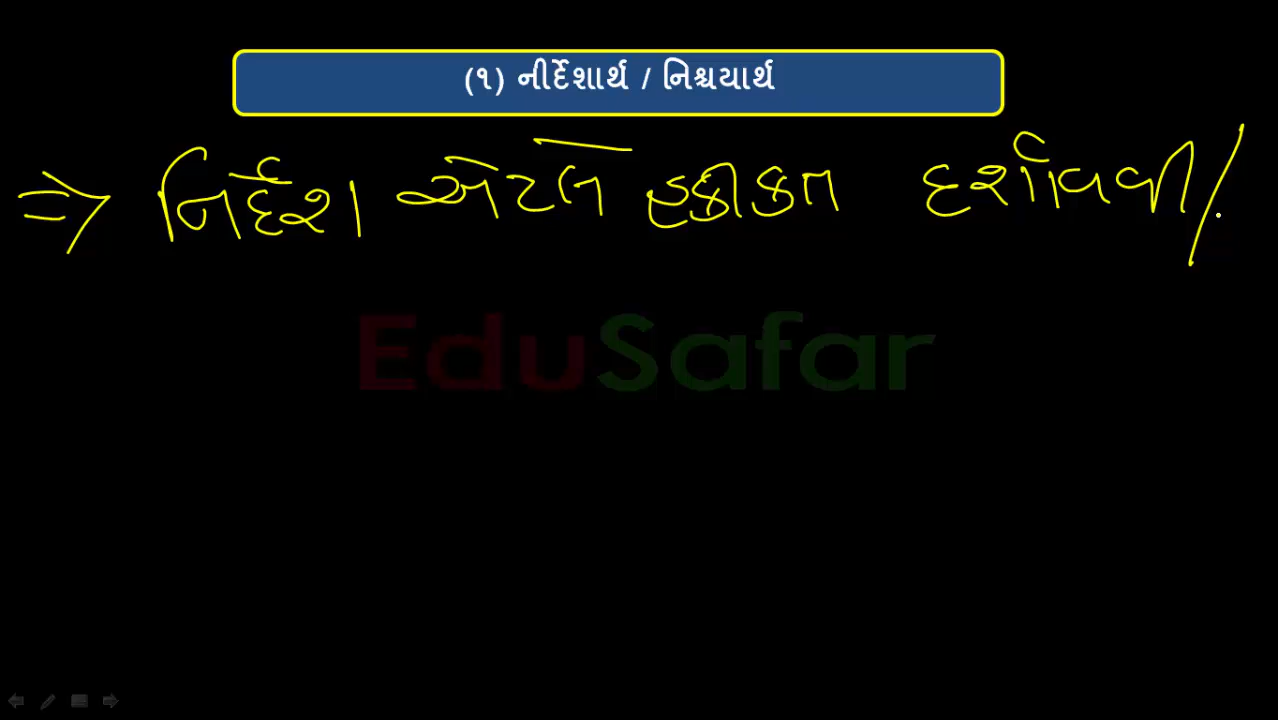 (૧) નીર્દેશાર્થ / નિશ્ચયાર્થ
⇒ નિર્દેશ એટલે હકીકત દર્શાવવી /
EduSafar